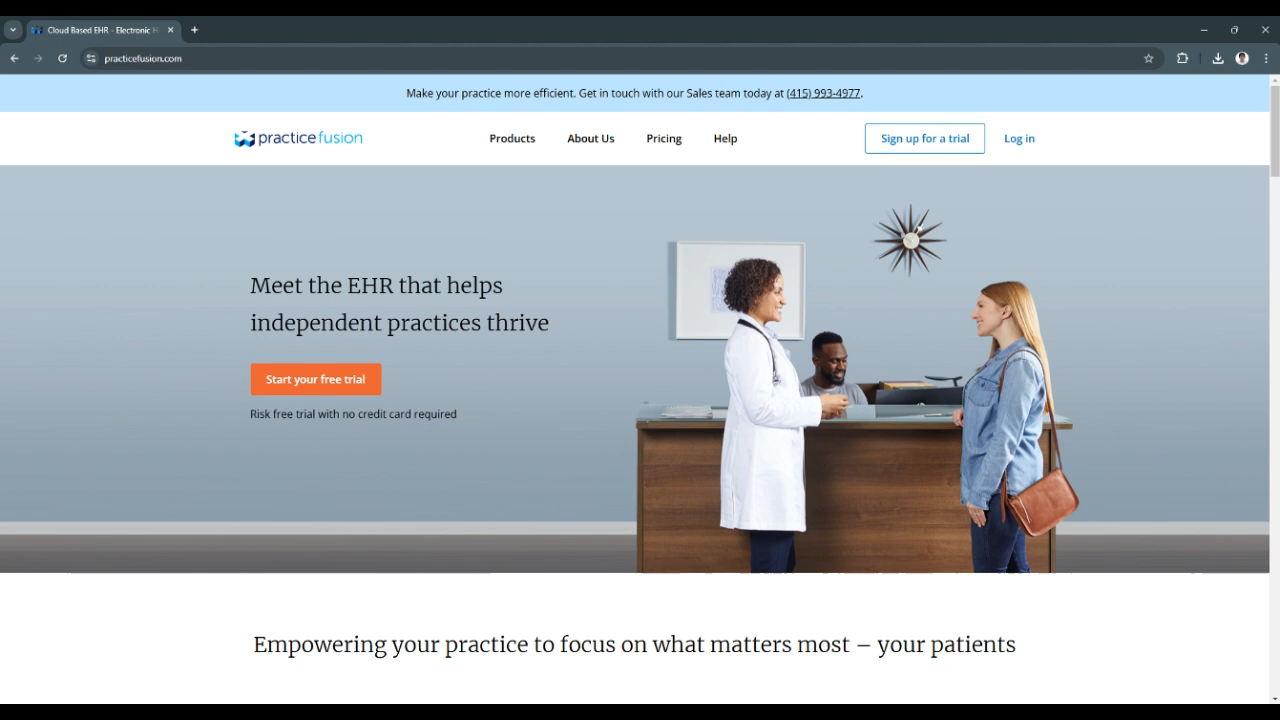 Cloud Based EHR - Electronic H
practicefusion.com
Make your practice more efficient. Get in touch with our Sales team today at (415) 993-4977.
practice fusion
Products
About Us
Pricing
Help
Sign up for a trial
Log in
Meet the EHR that helps
independent practices thrive
Start your free trial
Risk free trial with no credit card required
Empowering your practice to focus on what matters most – your patients